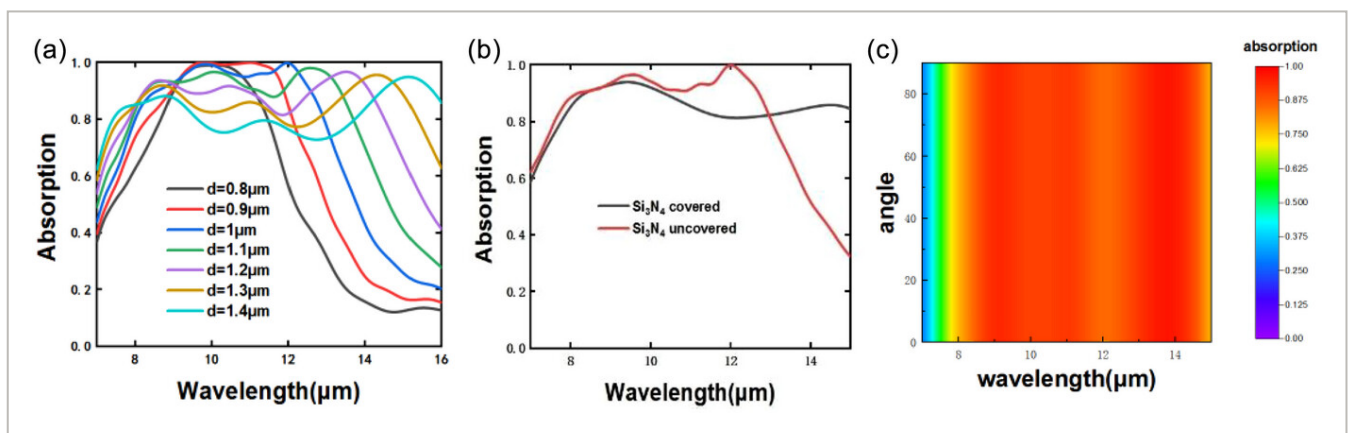 (a)
Absorption
1.0
0.8
0.6
0.4
0.2
0.0
d=0.8μm
d=0.9μm
d=1μm
d=1.1μm
d=1.2μm
d=1.3μm
d=1.4μm
8
10
12
14
16
Wavelength(μm)
(b)
Absorption
1.0
0.8
0.6
0.4
0.2
0.0
Si₃N₄ covered
Si₃N₄ uncovered
8
10
12
14
Wavelength(μm)
(c)
angle
80
60
40
20
0
8
10
12
14
wavelength(μm)
absorption
1.00
0.875
0.750
0.625
0.500
0.375
0.250
0.125
0.00